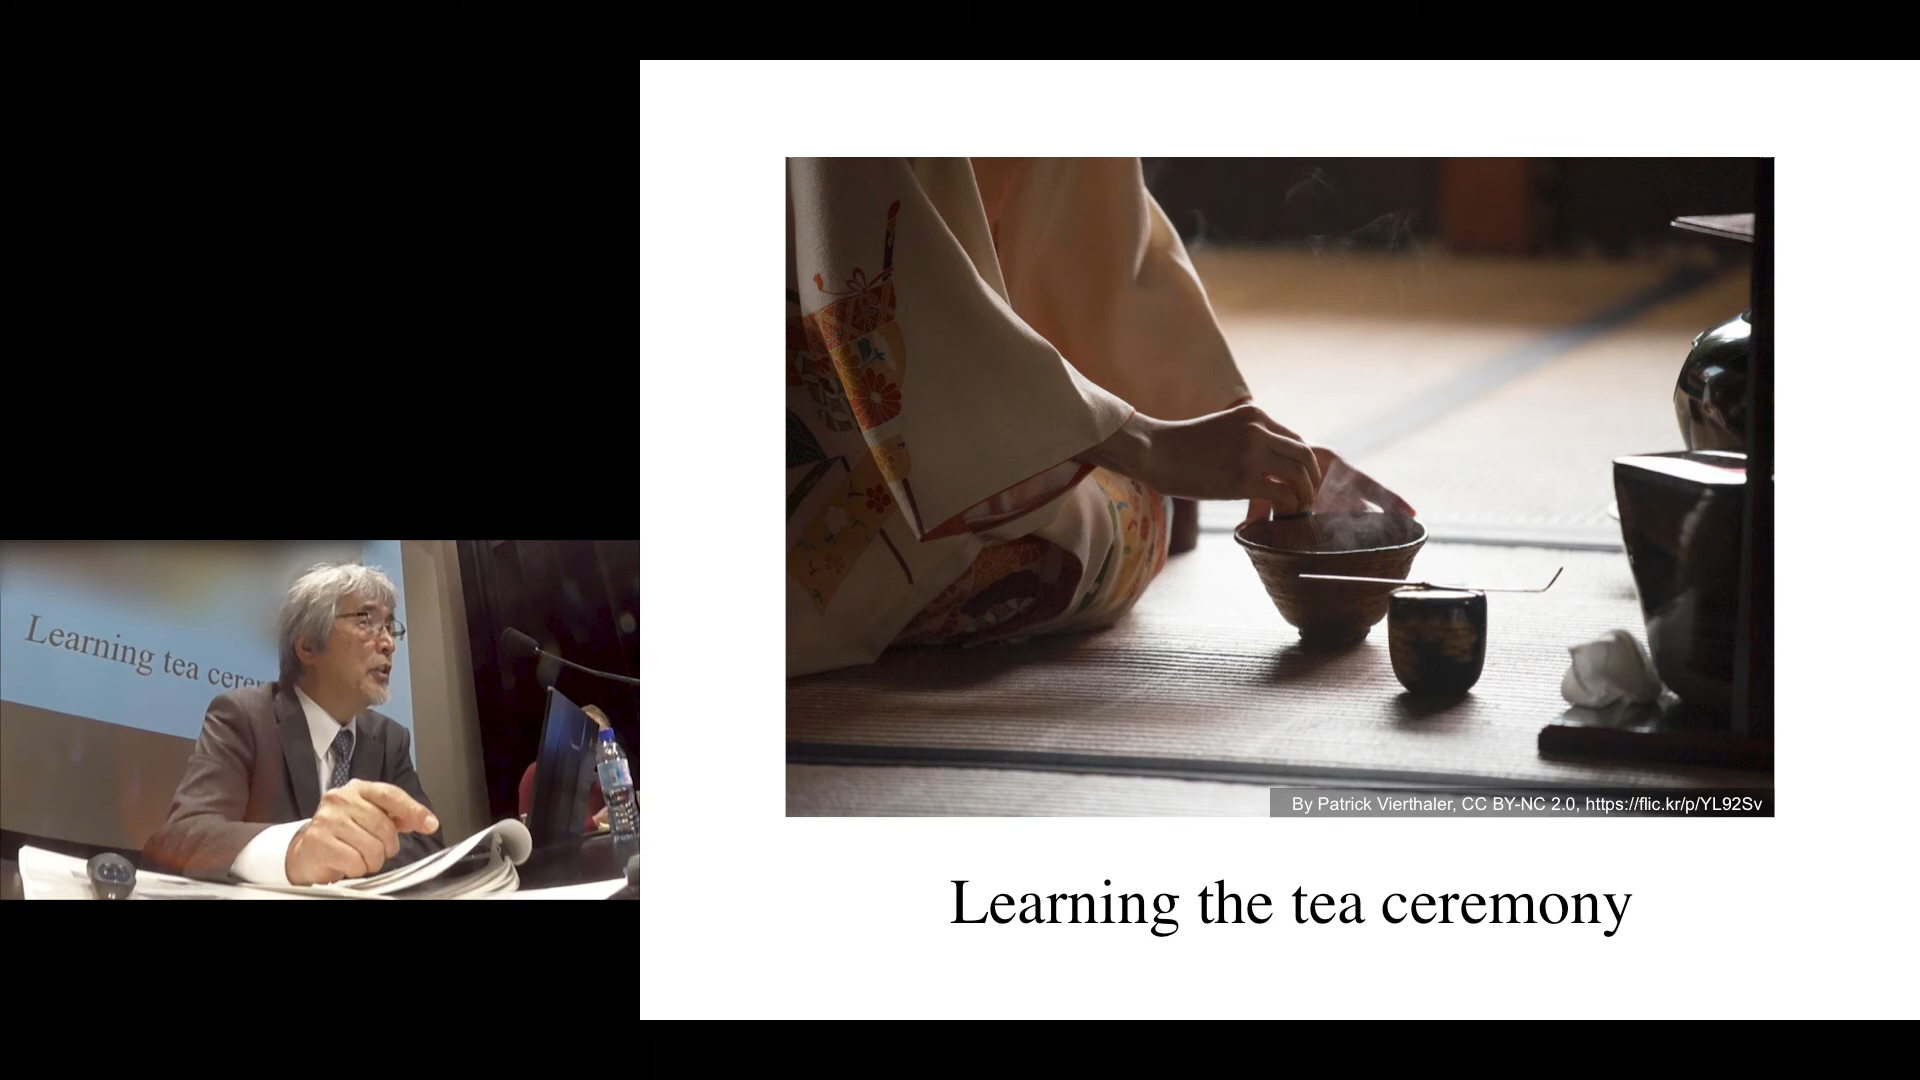 Learning tea cere
By Patrick Vierthaler, CC BY-NC 2.0, https://flic.kr/p/YL92Sv
Learning the tea ceremony